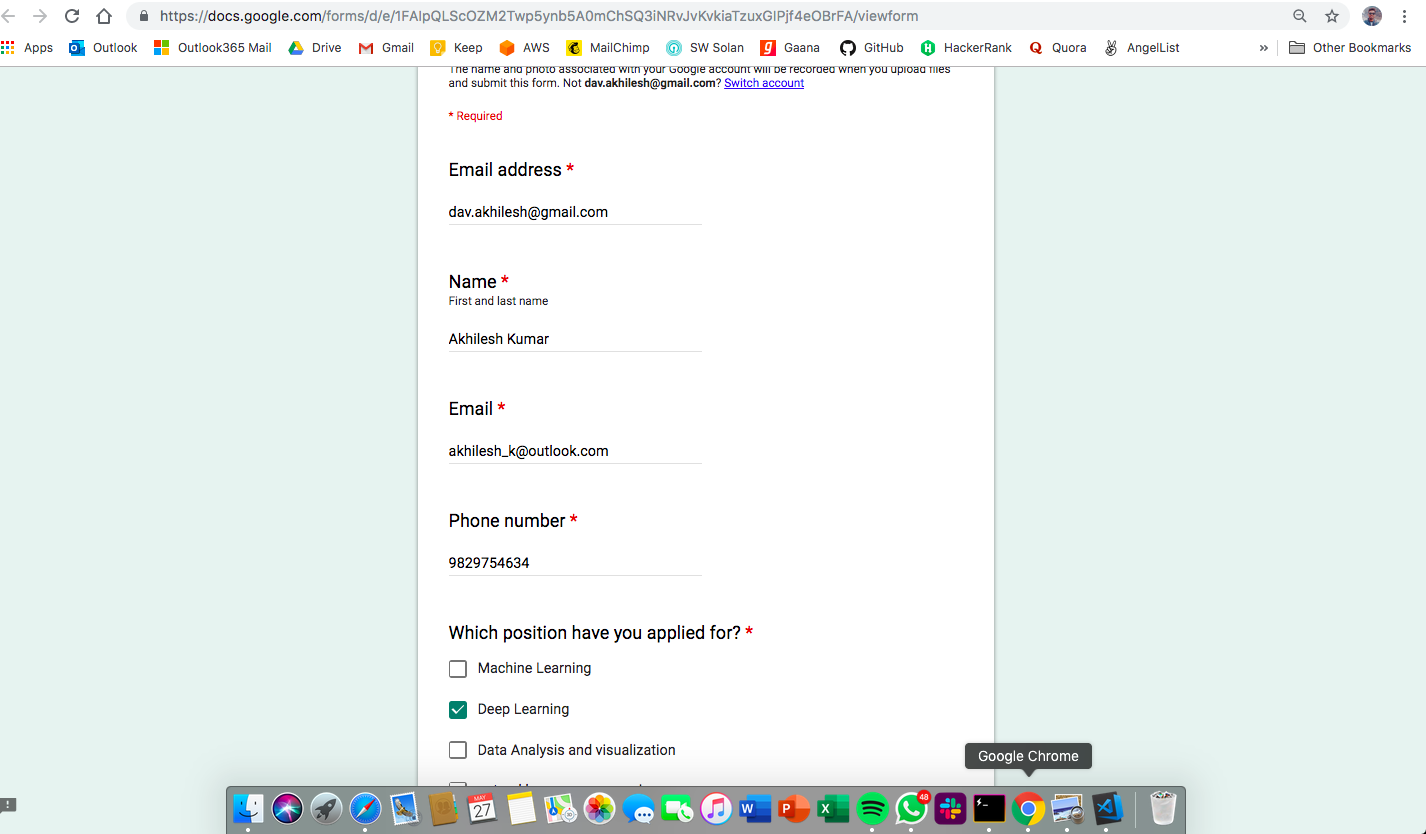 https://docs.google.com/forms/d/e/1FAIpQLScOZM2Twp5ynb5A0mChSQ3iNRvJvKvkiaTzuxGlPjf4eOBrFA/viewform
Apps Outlook Outlook365 Mail Drive Gmail Keep AWS MailChimp SW Solan Gaana GitHub HackerRank Quora AngelList » Other Bookmarks
The name and photo associated with your Google account will be recorded when you upload files
and submit this form. Not dav.akhilesh@gmail.com? Switch account
* Required
Email address *
dav.akhilesh@gmail.com
Name *
First and last name
Akhilesh Kumar
Email *
akhilesh_k@outlook.com
Phone number *
9829754634
Which position have you applied for? *
Machine Learning
Deep Learning
Data Analysis and visualization
Google Chrome
MAY
27
48